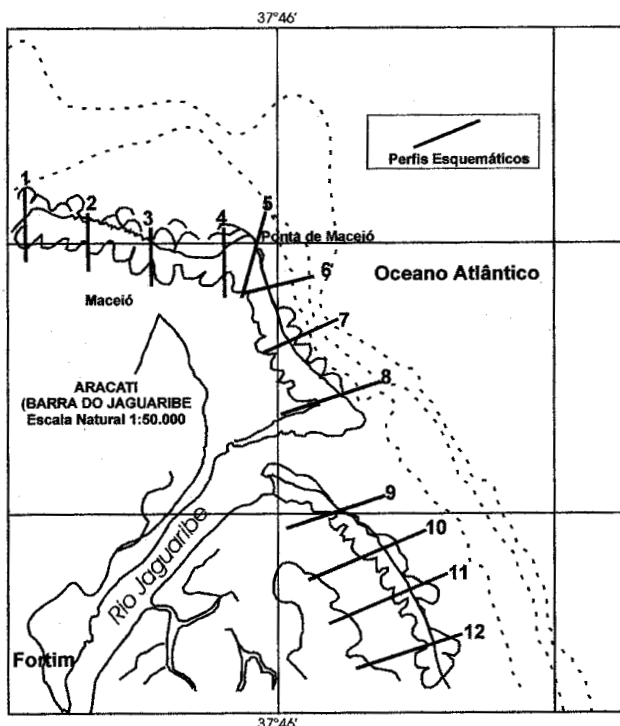 37°46'
Perfis Esquemáticos
1
2
3
4
5
Ponta de Maceió
6'
Oceano Atlântico
Maceió
7
8
ARACATI
(BARRA DO JAGUARIBE
Escala Natural 1:50.000
9
10
Rio Jaguaribe
11
12
Fortim
37°46'